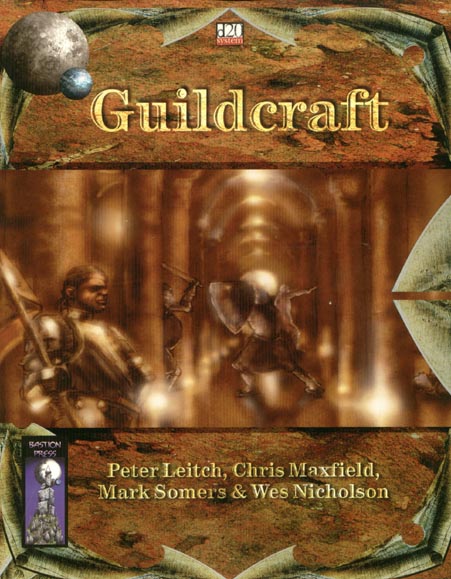 d20
system
Guildcraft
BASTION
PRESS
Peter Leitch, Chris Maxfield,
Mark Somers & Wes Nicholson